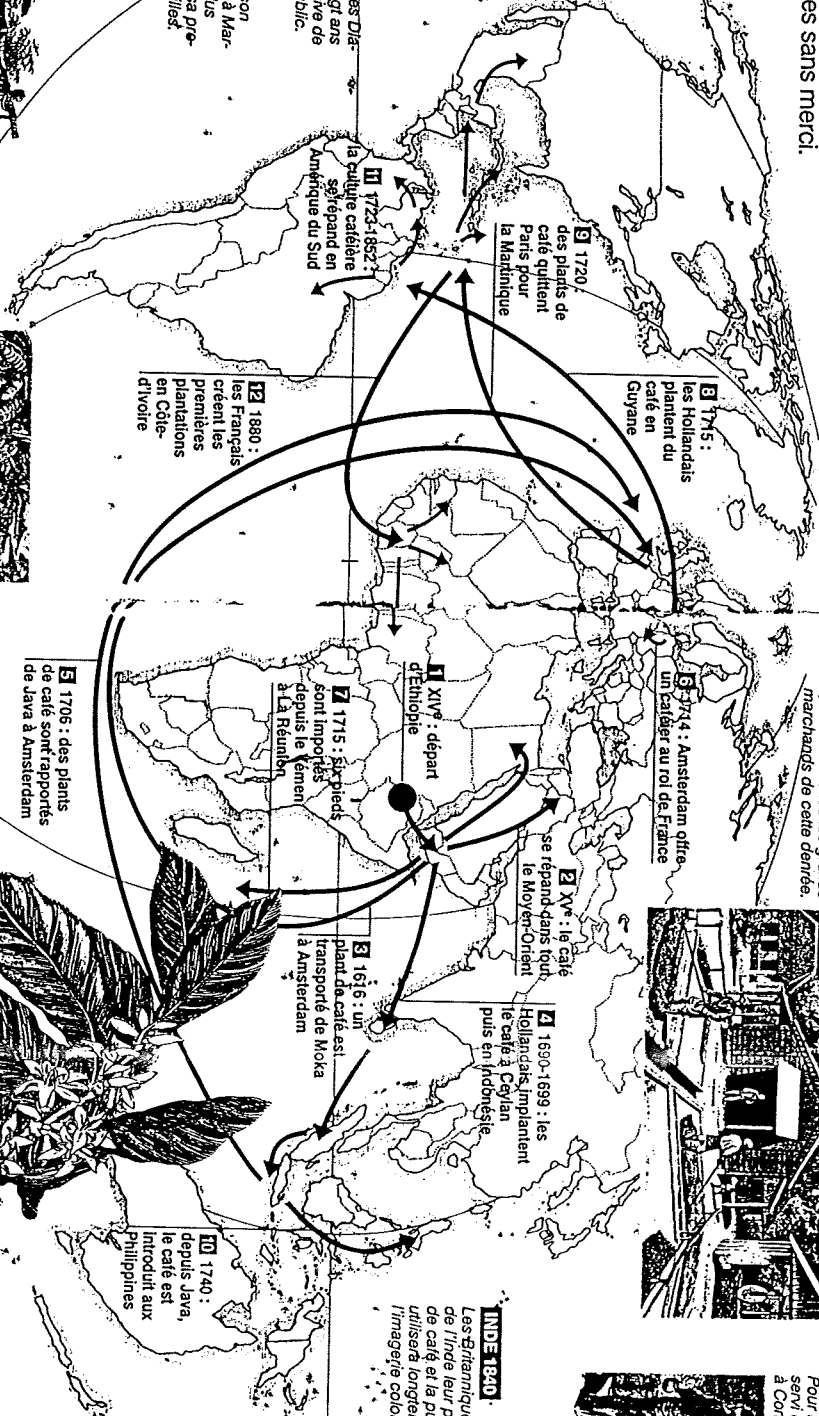 es sans merci.
es Dia-
gt ans
ive de
blic.
ron
à Mar-
us
sa pre-
illes.
marchands de cette denrée.
1 XIVe : départ
d'Éthiopie
2 XVe : le café
se répand dans tout
le Moyen-Orient
3 1616 : un
plant de café est
transporté de Moka
à Amsterdam
4 1690-1699 : les
Hollandais implantent
le café à Ceylan
puis en Indonésie
5 1706 : des plants
de café sont rapportés
de Java à Amsterdam
6 1714 : Amsterdam offre
un caféier au roi de France
7 1715 : six pieds
sont importés
depuis le Yémen
à La Réunion
8 1715 :
les Hollandais
plantent du
café en
Guyane
9 1720 :
des plants de
café quittent
Paris pour
la Martinique
10 1740 :
depuis Java,
le café est
introduit aux
Philippines
11 1723-1852 :
la culture caféière
se répand en
Amérique du Sud
12 1880 :
les Français
créent les
premières
plantations
en Côte-
d'Ivoire
INDE 1840
Les Britannique
de l'Inde leur p
de café et la pu
utilisera longte
l'imagerie colo
Pour
servi
à Cor